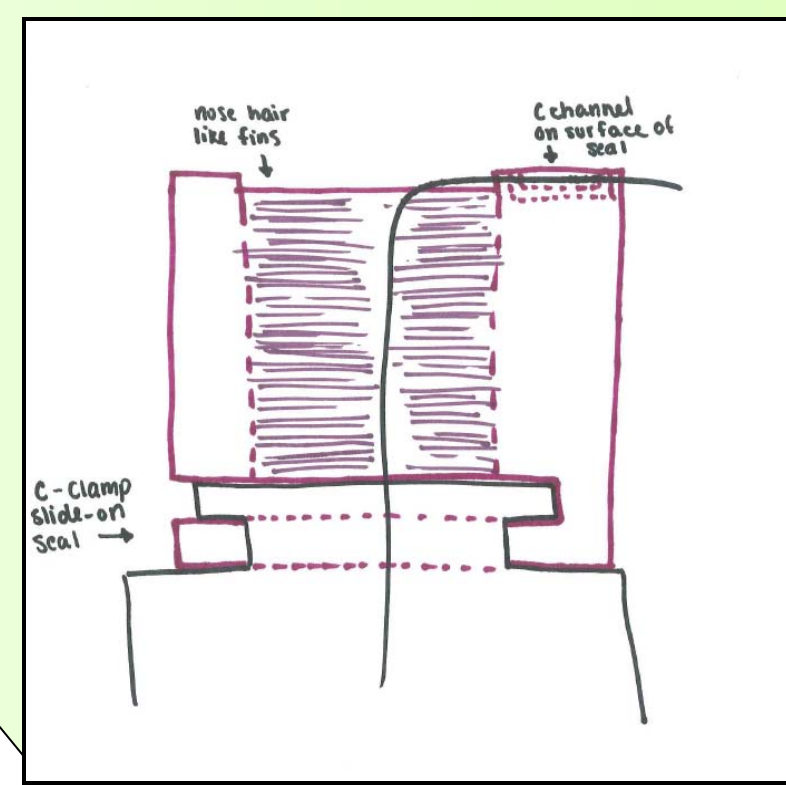 nose hair
like fins
C channel
on surface of
seal
C-Clamp
slide-on
seal